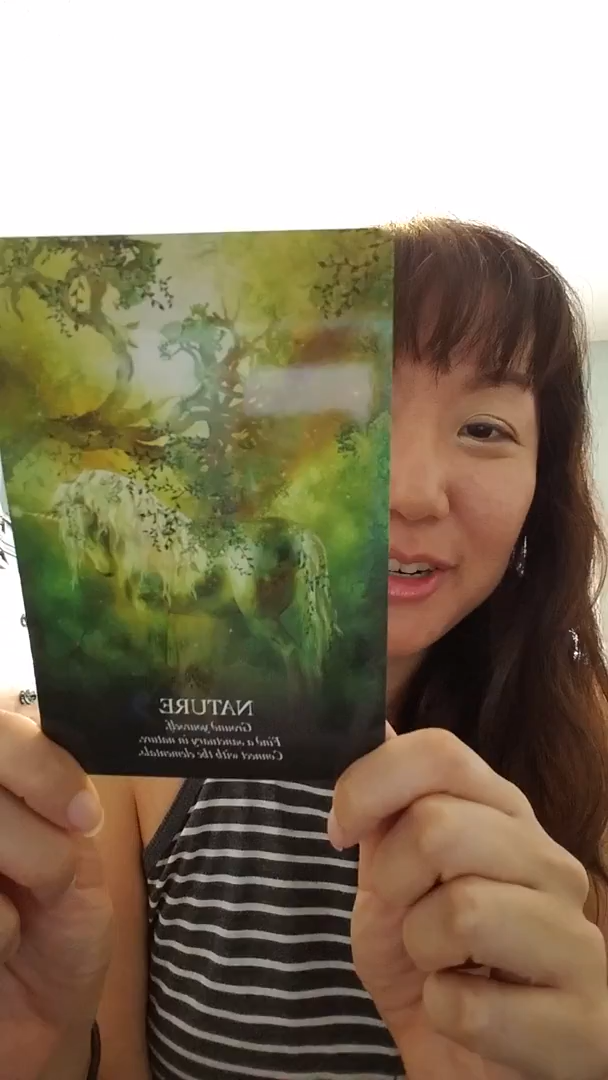 NATURE
Ground yourself.
Find a sanctuary in nature.
Connect with the elementals.